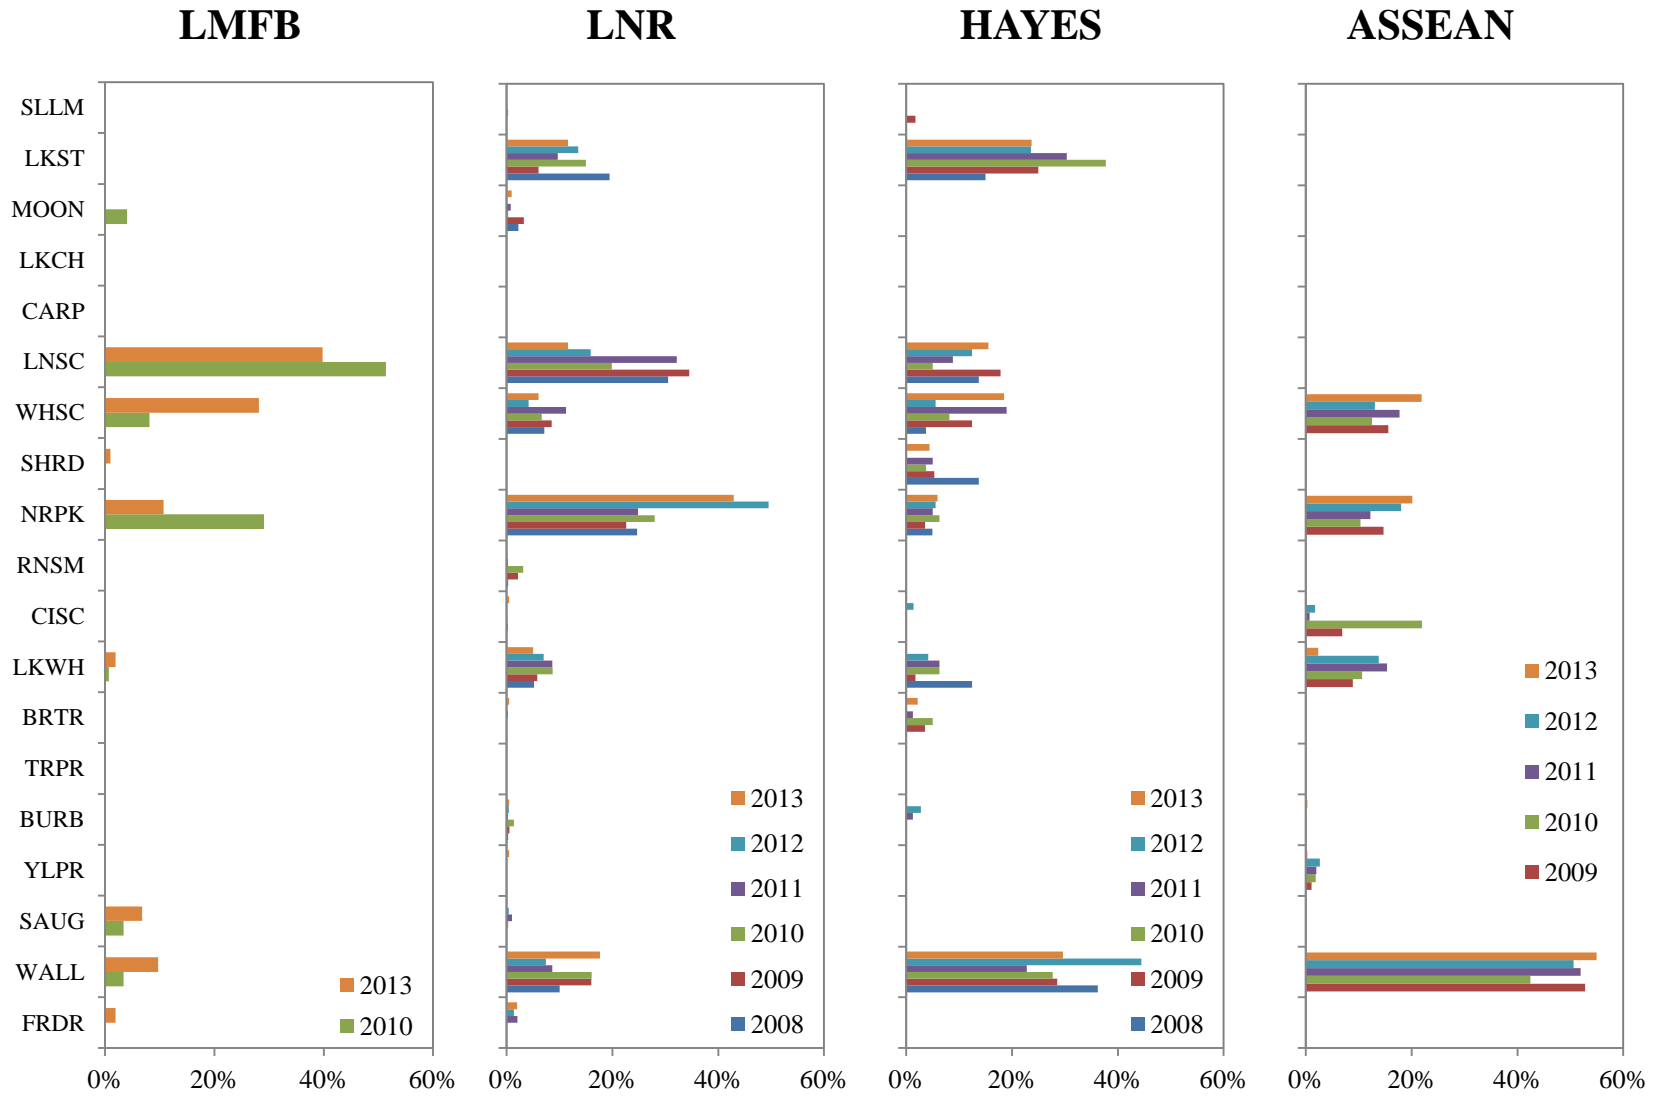 LMFB LNR HAYES ASSEAN
SLLM
LKST
MOON
LKCH
CARP
LNSC
WHSC
SHRD
NRPK
RNSM
CISC
LKWH
BRTR
TRPR
BURB
YLPR
SAUG
WALL
FRDR
2013
2010
0% 20% 40% 60%
2013
2012
2011
2010
2009
2008
0% 20% 40% 60%
2013
2012
2011
2010
2009
2008
0% 20% 40% 60%
2013
2012
2011
2010
2009
0% 20% 40% 60%